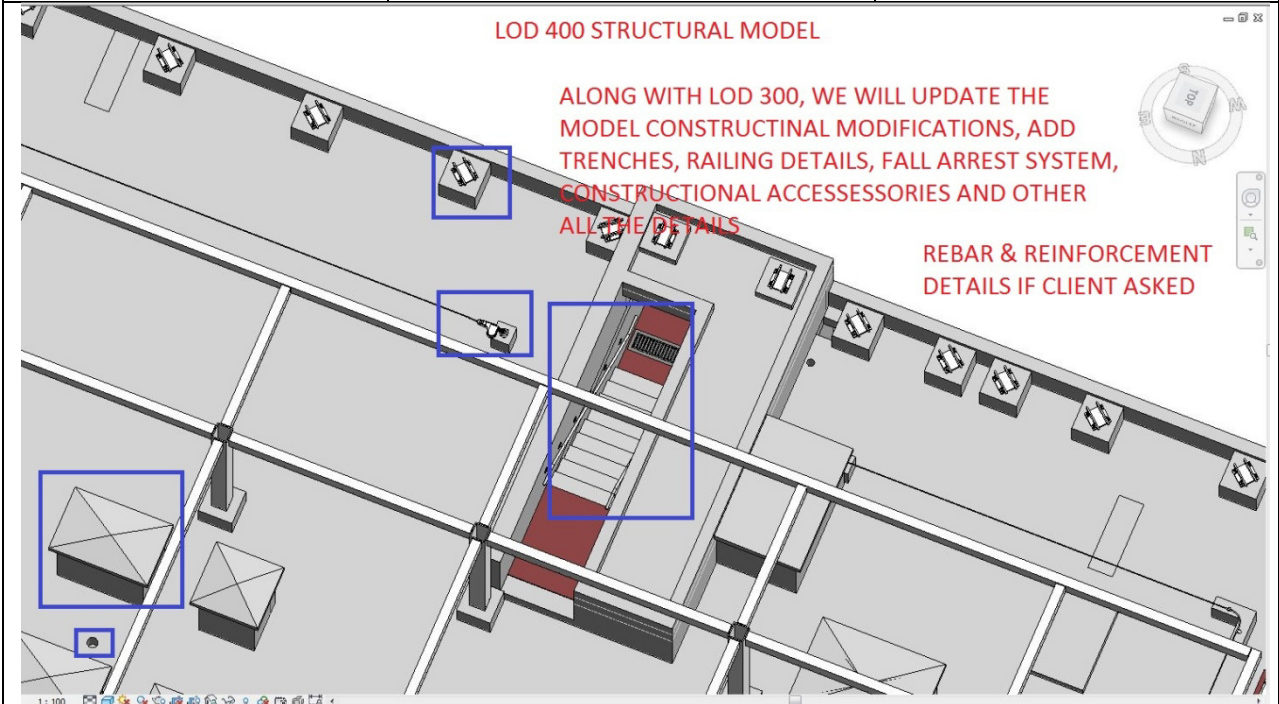 LOD 400 STRUCTURAL MODEL
ALONG WITH LOD 300, WE WILL UPDATE THE
MODEL CONSTRUCTINAL MODIFICATIONS, ADD
TRENCHES, RAILING DETAILS, FALL ARREST SYSTEM,
CONSTRUCTIONAL ACCESSESSORIES AND OTHER
ALL THE DETAILS
REBAR & REINFORCEMENT
DETAILS IF CLIENT ASKED
S
W
E
N
TOP
1 : 100